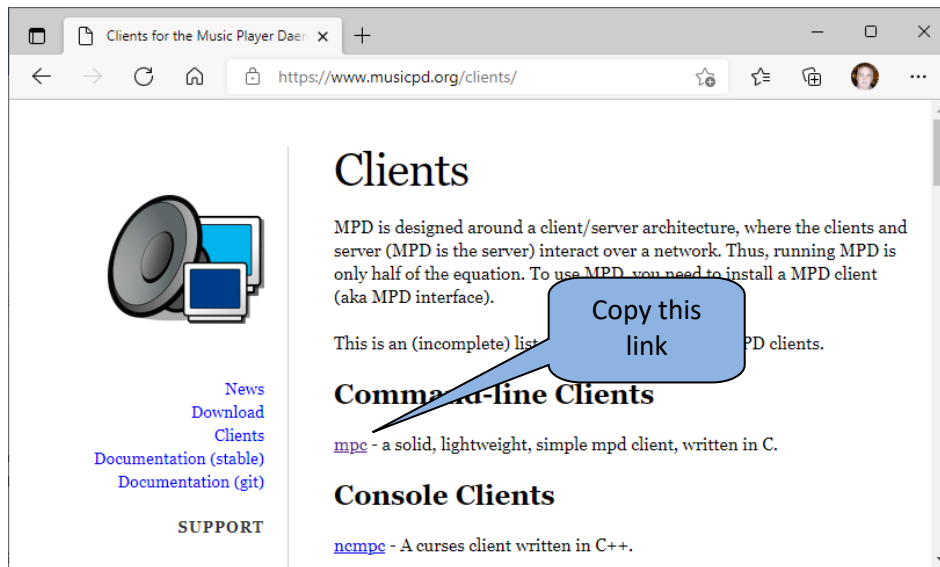 Clients for the Music Player Daer
https://www.musicpd.org/clients/
Clients
MPD is designed around a client/server architecture, where the clients and
server (MPD is the server) interact over a network. Thus, running MPD is
only half of the equation. To use MPD, you need to install a MPD client
(aka MPD interface).
This is an (incomplete) list PD clients.
Copy this
link
Command-line Clients
mpc - a solid, lightweight, simple mpd client, written in C.
Console Clients
ncmpc - A curses client written in C++.
News
Download
Clients
Documentation (stable)
Documentation (git)
SUPPORT